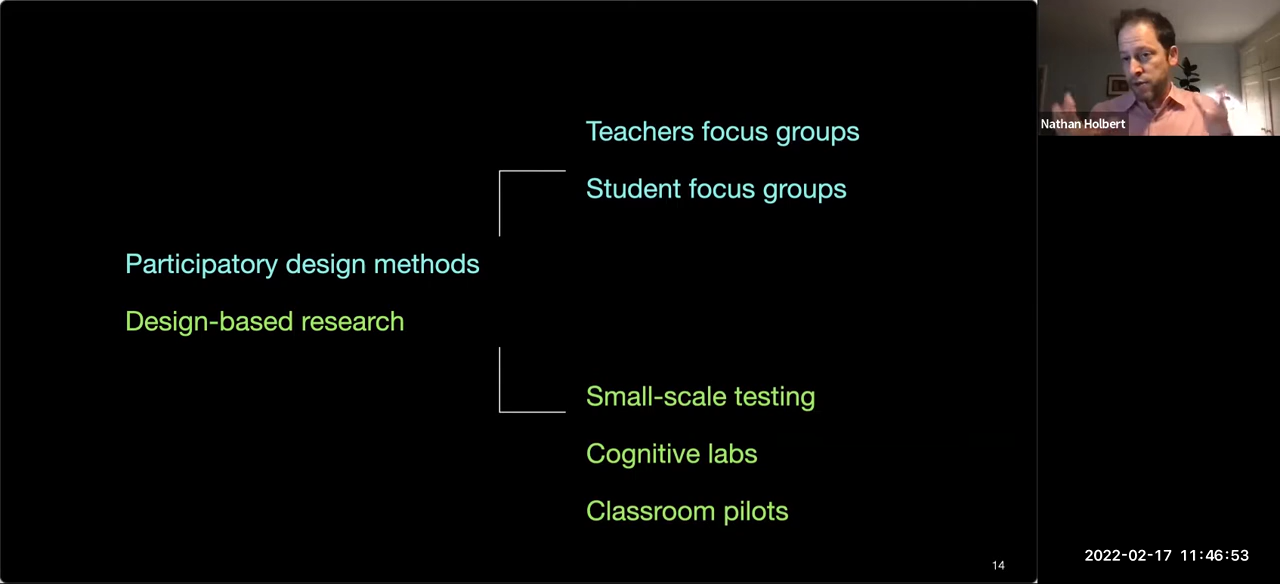 Teachers focus groups
Student focus groups
Participatory design methods
Design-based research
Small-scale testing
Cognitive labs
Classroom pilots
14
Nathan Holbert
2022-02-17 11:46:53